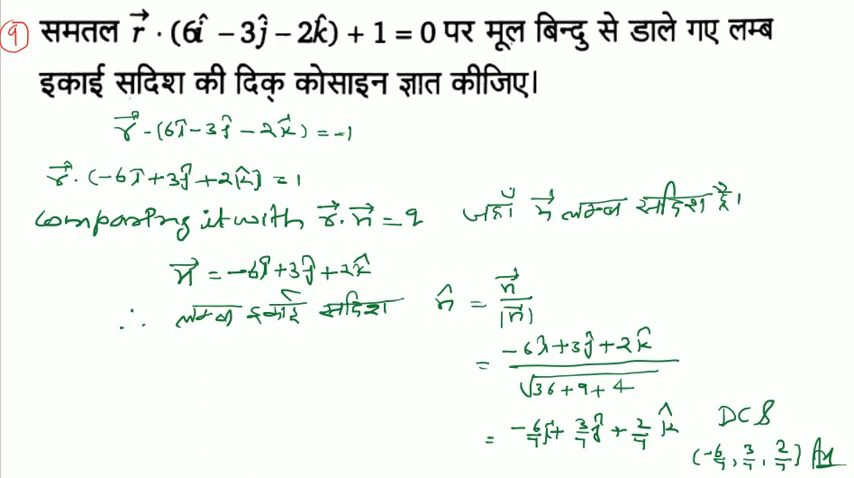 9 समतल r⃗ · (6î − 3ĵ − 2k̂) + 1 = 0 पर मूल बिन्दु से डाले गए लम्ब
इकाई सदिश की दिक् कोसाइन ज्ञात कीजिए।
r⃗ · (6î − 3ĵ − 2k̂) = −1
r⃗ · (−6î + 3ĵ + 2k̂) = 1
Comparing it with r⃗ · n⃗ = q जहाँ n⃗ लम्ब सदिश है।
n⃗ = −6î + 3ĵ + 2k̂
∴ लम्ब इकाई सदिश n̂ = n⃗ / |n⃗|
= (−6î + 3ĵ + 2k̂) / √36 + 9 + 4
= −6/7 î + 3/7 ĵ + 2/7 k̂ DCS
(−6/7, 3/7, 2/7) Ans